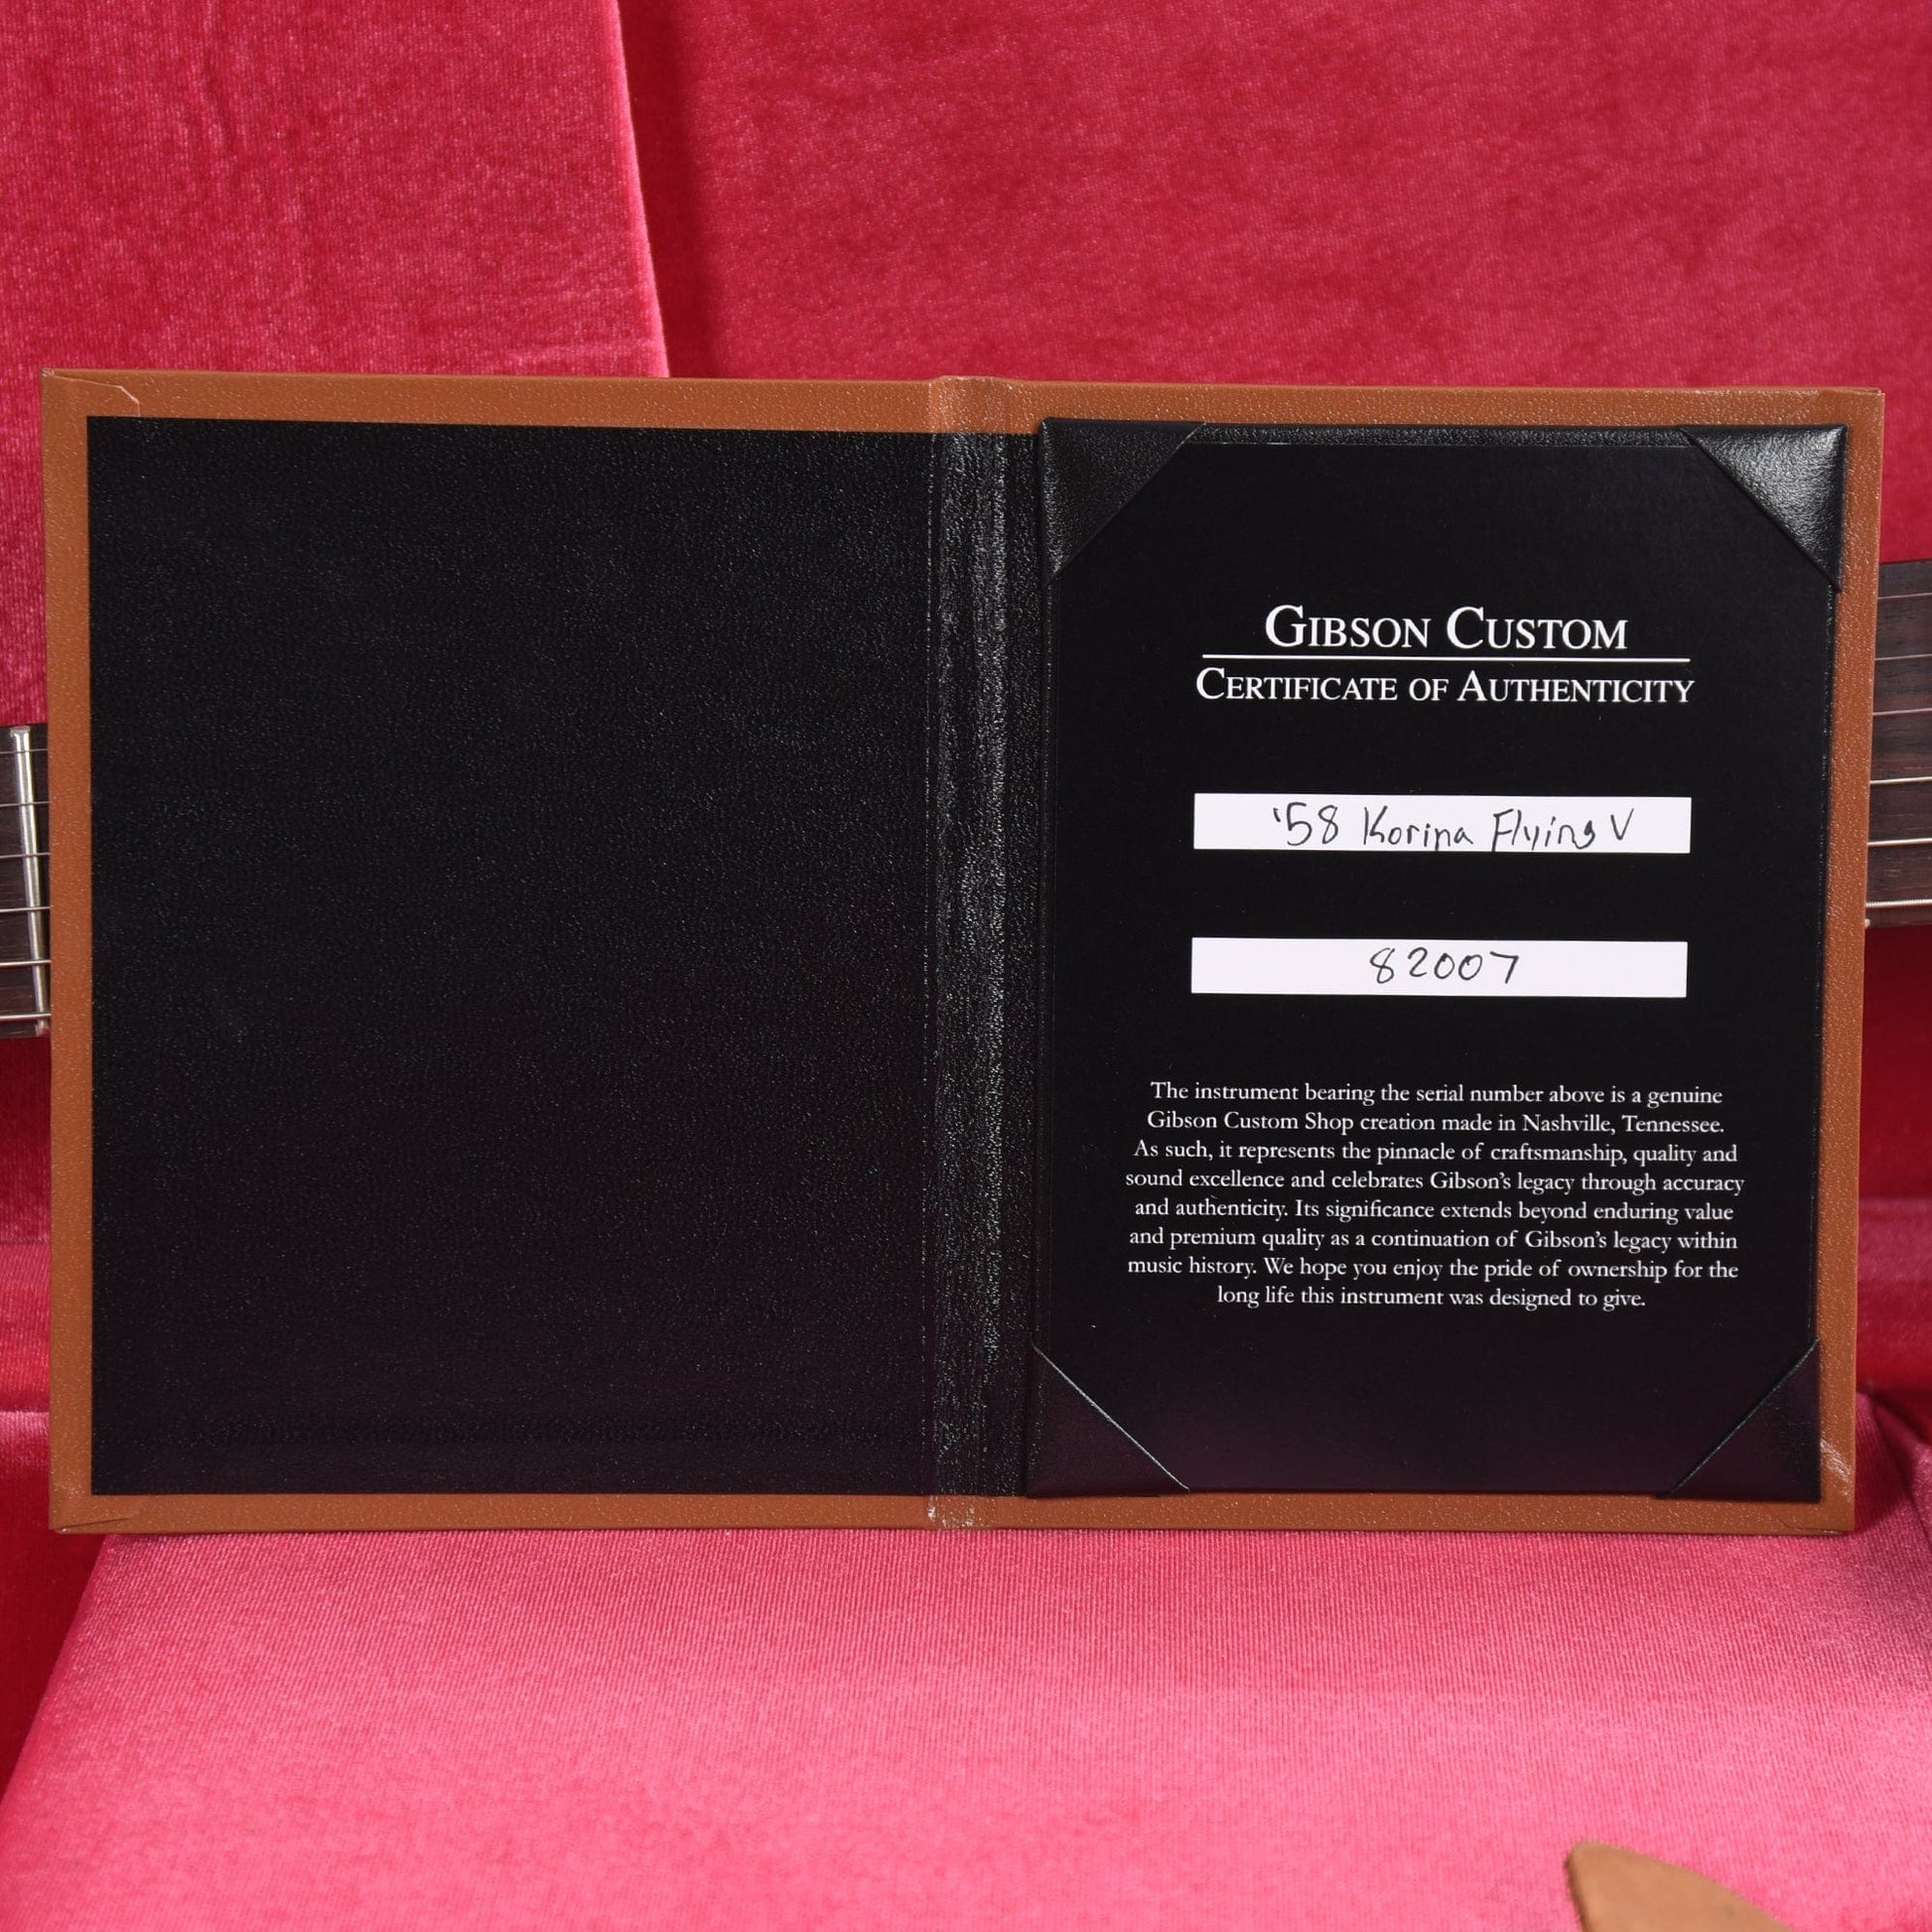 GIBSON CUSTOM
CERTIFICATE OF AUTHENTICITY
'58 Korina Flying V
82007
The instrument bearing the serial number above is a genuine
Gibson Custom Shop creation made in Nashville, Tennessee.
As such, it represents the pinnacle of craftsmanship, quality and
sound excellence and celebrates Gibson's legacy through accuracy
and authenticity. Its significance extends beyond enduring value
and premium quality as a continuation of Gibson's legacy within
music history. We hope you enjoy the pride of ownership for the
long life this instrument was designed to give.